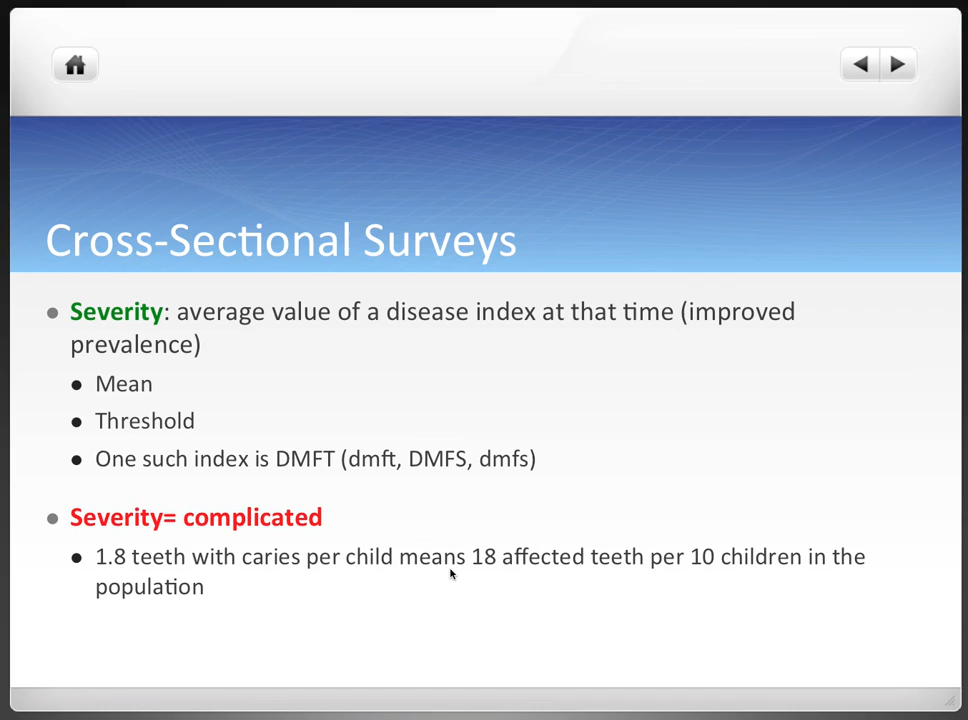 Cross-Sectional Surveys
Severity: average value of a disease index at that time (improved
prevalence)
Mean
Threshold
One such index is DMFT (dmft, DMFS, dmfs)
Severity= complicated
1.8 teeth with caries per child means 18 affected teeth per 10 children in the
population